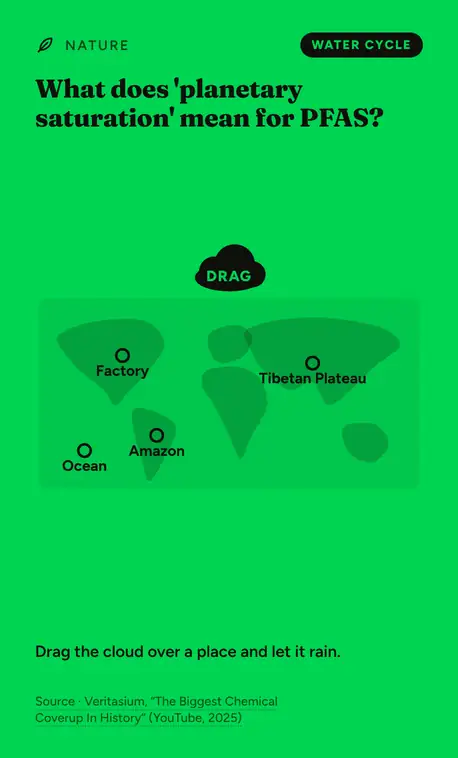 NATURE
WATER CYCLE
What does 'planetary
saturation' mean for PFAS?
DRAG
Factory
Tibetan Plateau
Amazon
Ocean
Drag the cloud over a place and let it rain.
Source · Veritasium, "The Biggest Chemical
Coverup In History" (YouTube, 2025)